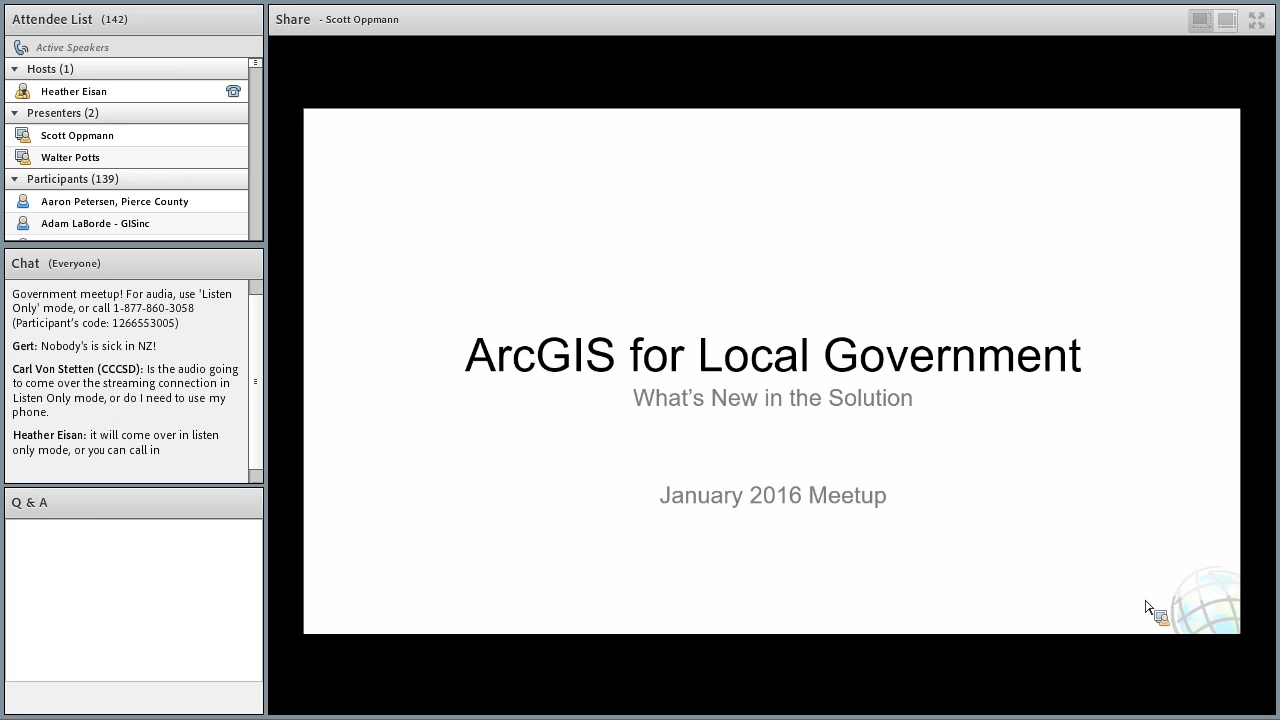 Attendee List (142)
Active Speakers
Hosts (1)
Heather Eisan
Presenters (2)
Scott Oppmann
Walter Potts
Participants (139)
Aaron Petersen, Pierce County
Adam LaBorde - GISinc
Chat (Everyone)
Government meetup! For audia, use 'Listen
Only' mode, or call 1-877-860-3058
(Participant's code: 1266553005)
Gert: Nobody's is sick in NZ!
Carl Von Stetten (CCCSD): Is the audio going
to come over the streaming connection in
Listen Only mode, or do I need to use my
phone.
Heather Eisan: it will come over in listen
only mode, or you can call in
Q & A
Share - Scott Oppmann
ArcGIS for Local Government
What's New in the Solution
January 2016 Meetup